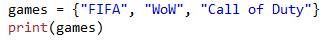 games = {"FIFA", "WoW", "Call of Duty"}
print(games)